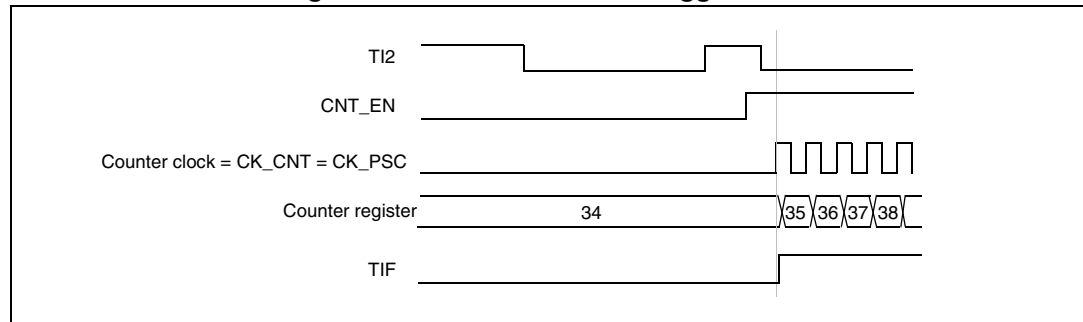 TI2
CNT_EN
Counter clock = CK_CNT = CK_PSC
Counter register 34 35 36 37 38
TIF